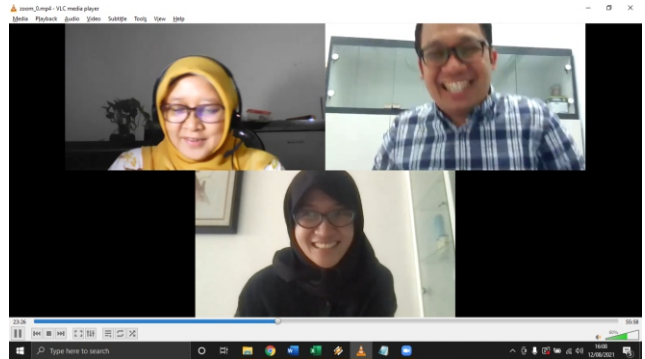 zoom_0.mp4 - VLC media player
Media Playback Audio Video Subtitle Tools View Help
23:26
55:38
60%
Type here to search
16:08
12/08/2021